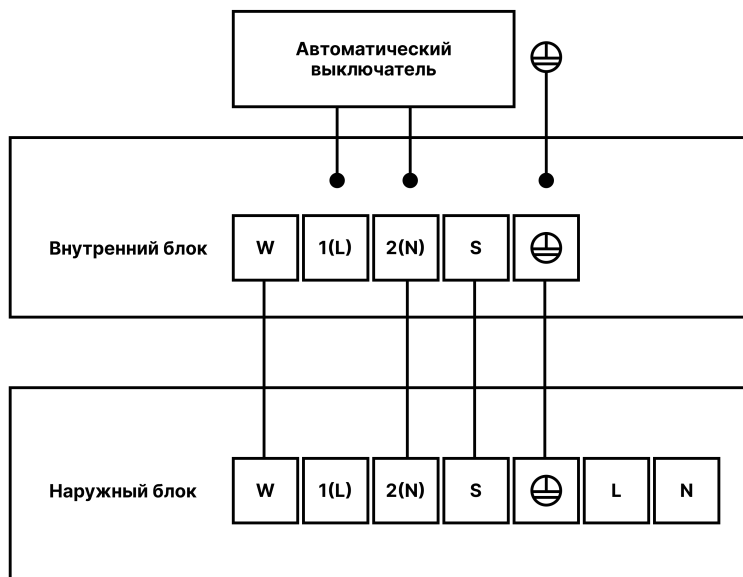 Автоматический
выключатель
Внутренний блок W 1(L) 2(N) S
Наружный блок W 1(L) 2(N) S L N